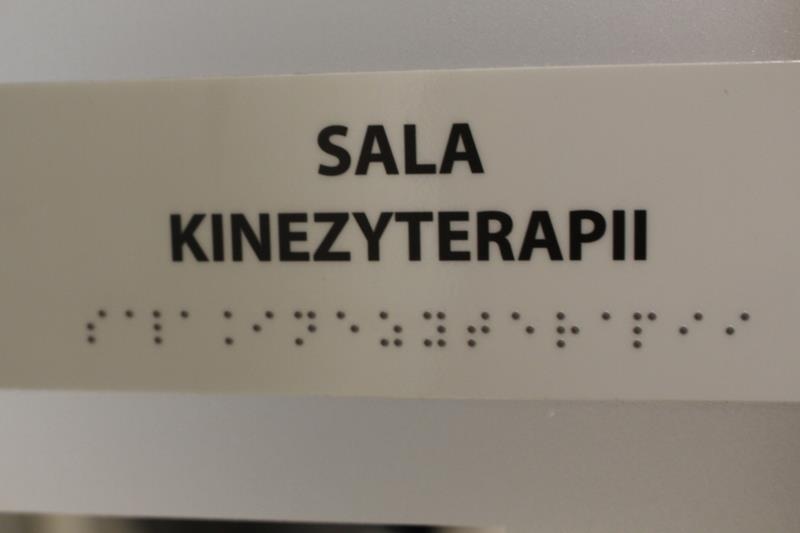 SALA
KINEZYTERAPII
⠎⠁⠇⠁ ⠅⠊⠝⠑⠵⠽⠞⠑⠗⠁⠏⠊⠊